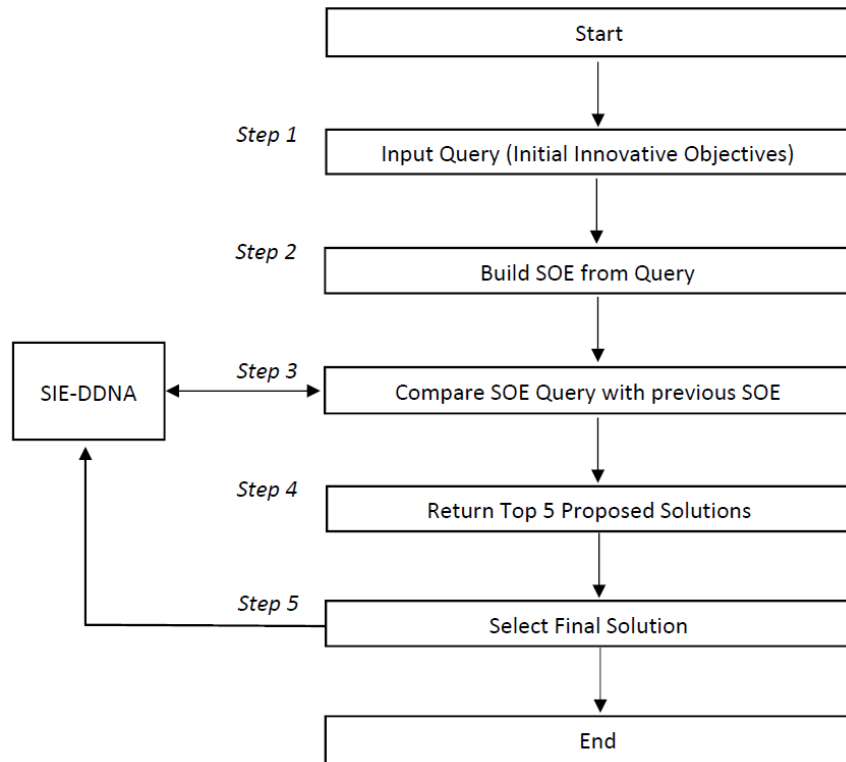 Start
Step 1
Input Query (Initial Innovative Objectives)
Step 2
Build SOE from Query
SIE-DDNA
Step 3
Compare SOE Query with previous SOE
Step 4
Return Top 5 Proposed Solutions
Step 5
Select Final Solution
End